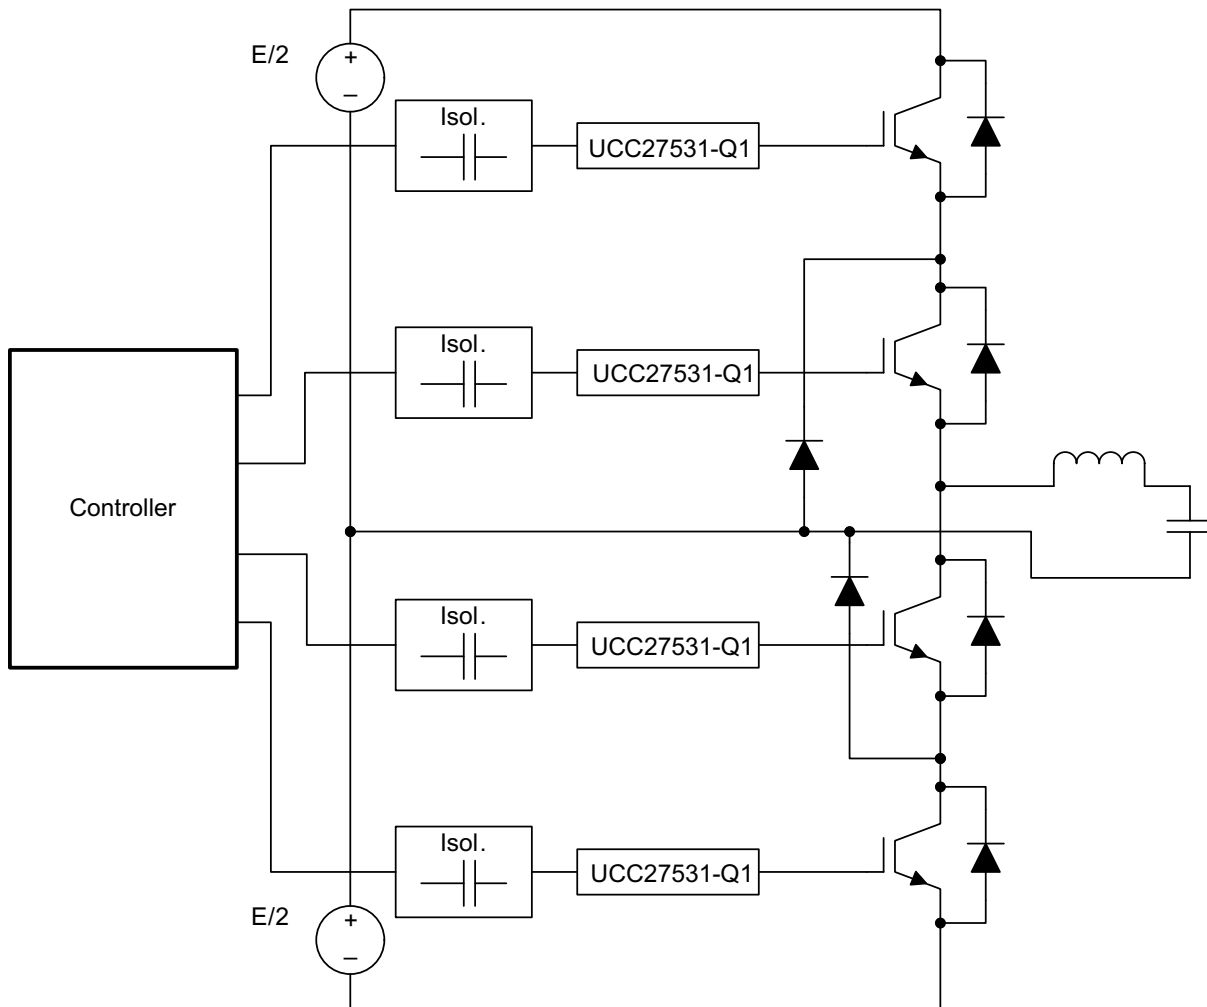 E/2
+
–
Isol.
UCC27531-Q1
Isol.
UCC27531-Q1
Controller
Isol.
UCC27531-Q1
Isol.
UCC27531-Q1
E/2
+
–